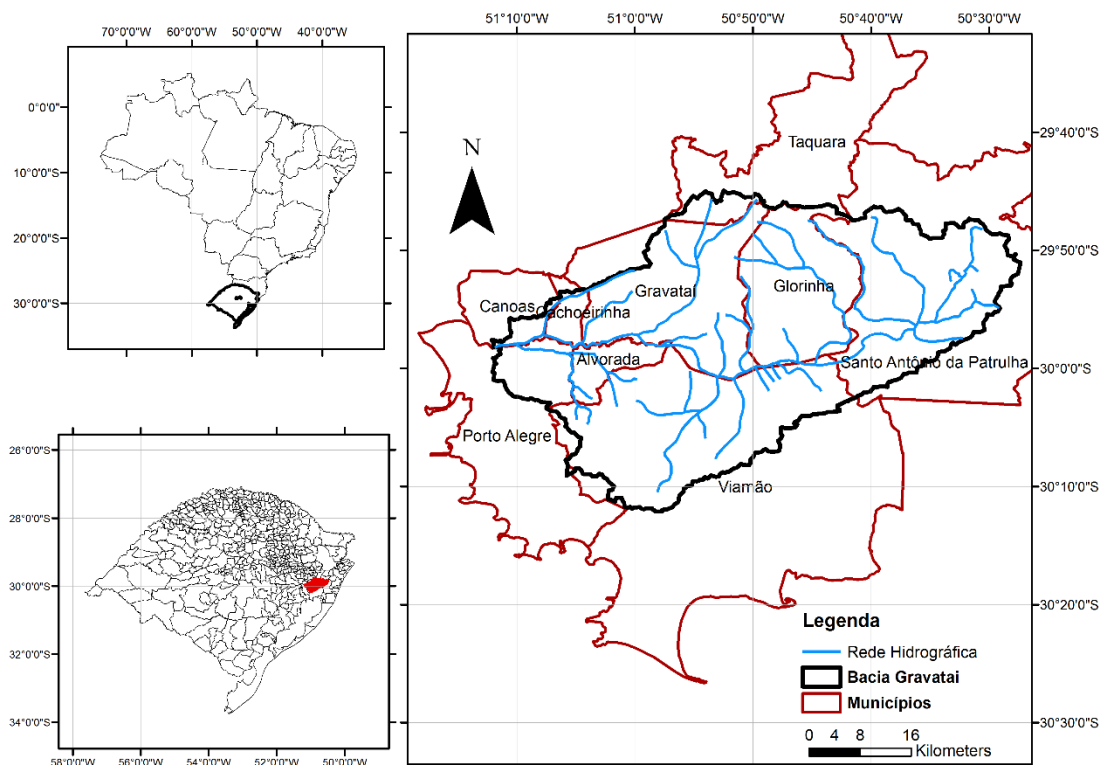 70°0'0"W 60°0'0"W 50°0'0"W 40°0'0"W
0°0'0"S
10°0'0"S
20°0'0"S
30°0'0"S
26°0'0"S
28°0'0"S
30°0'0"S
32°0'0"S
34°0'0"S
58°0'0"W 56°0'0"W 54°0'0"W 52°0'0"W 50°0'0"W
51°10'0"W 51°0'0"W 50°50'0"W 50°40'0"W 50°30'0"W
N
Taquara
29°40'0"S
29°50'0"S
Gravataí
Glorinha
Canoas
Cachoeirinha
Alvorada
Santo Antônio da Patrulha
30°0'0"S
Porto Alegre
Viamão
30°10'0"S
30°20'0"S
30°30'0"S
Legenda
Rede Hidrográfica
Bacia Gravatai
Municípios
0 4 8 16
Kilometers